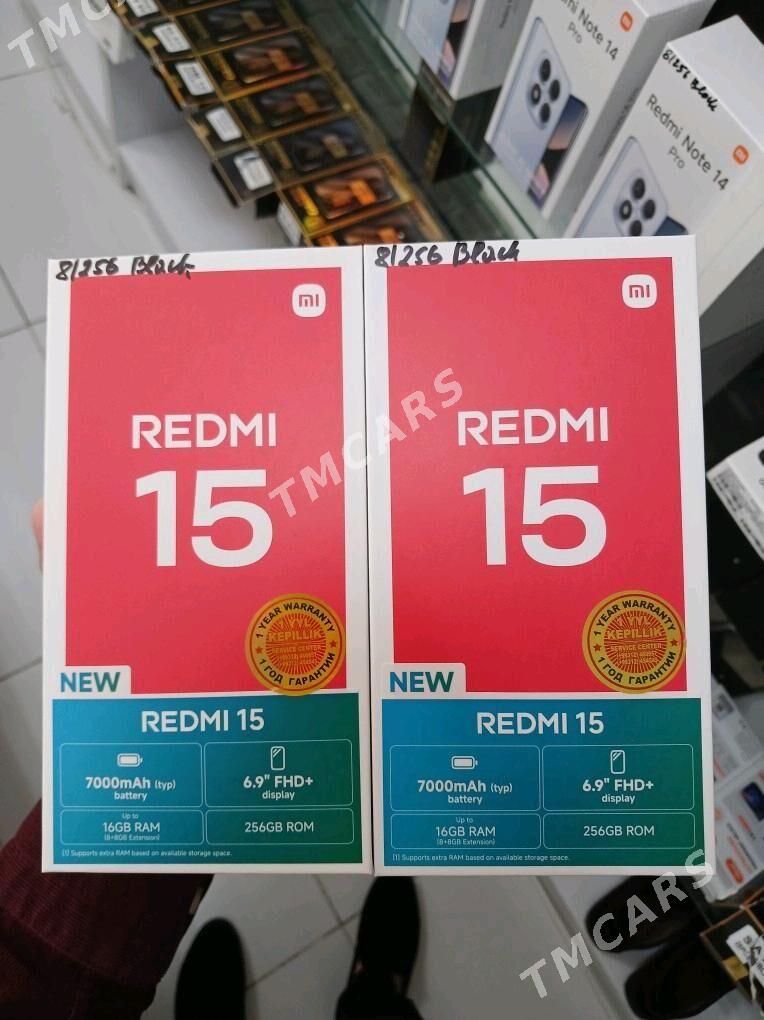 TMCARS
Redmi Note 14
Pro
8/256 Black
Redmi Note 14
Pro
8/256 Black
REDMI
15
1 YEAR WARRANTY
KEPILLIK
SERVICE CENTER
1 ГОД ГАРАНТИИ
NEW
REDMI 15
7000mAh (typ)
battery
6.9" FHD+
display
Up to
16GB RAM
(8+8GB Extension)
256GB ROM
[1] Supports extra RAM based on available storage space.
8/256 Black
REDMI
15
1 YEAR WARRANTY
KEPILLIK
SERVICE CENTER
1 ГОД ГАРАНТИИ
NEW
REDMI 15
7000mAh (typ)
battery
6.9" FHD+
display
Up to
16GB RAM
(8+8GB Extension)
256GB ROM
[1] Supports extra RAM based on available storage space.
TMCARS
TMCARS